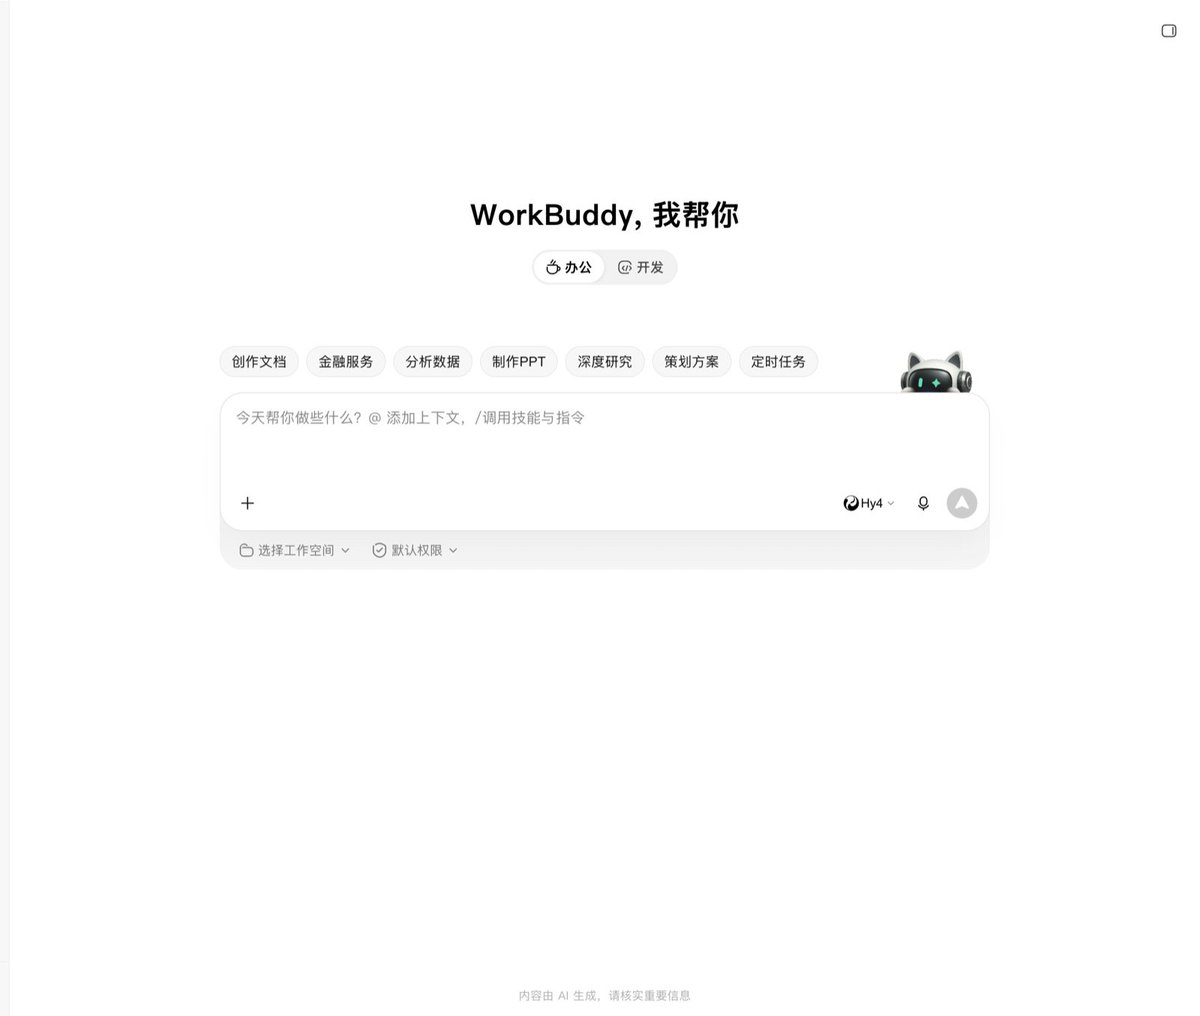 WorkBuddy, 我帮你
办公 开发
创作文档 金融服务 分析数据 制作PPT 深度研究 策划方案 定时任务
今天帮你做些什么? @ 添加上下文, /调用技能与指令
Hy4
选择工作空间 默认权限
内容由 AI 生成, 请核实重要信息